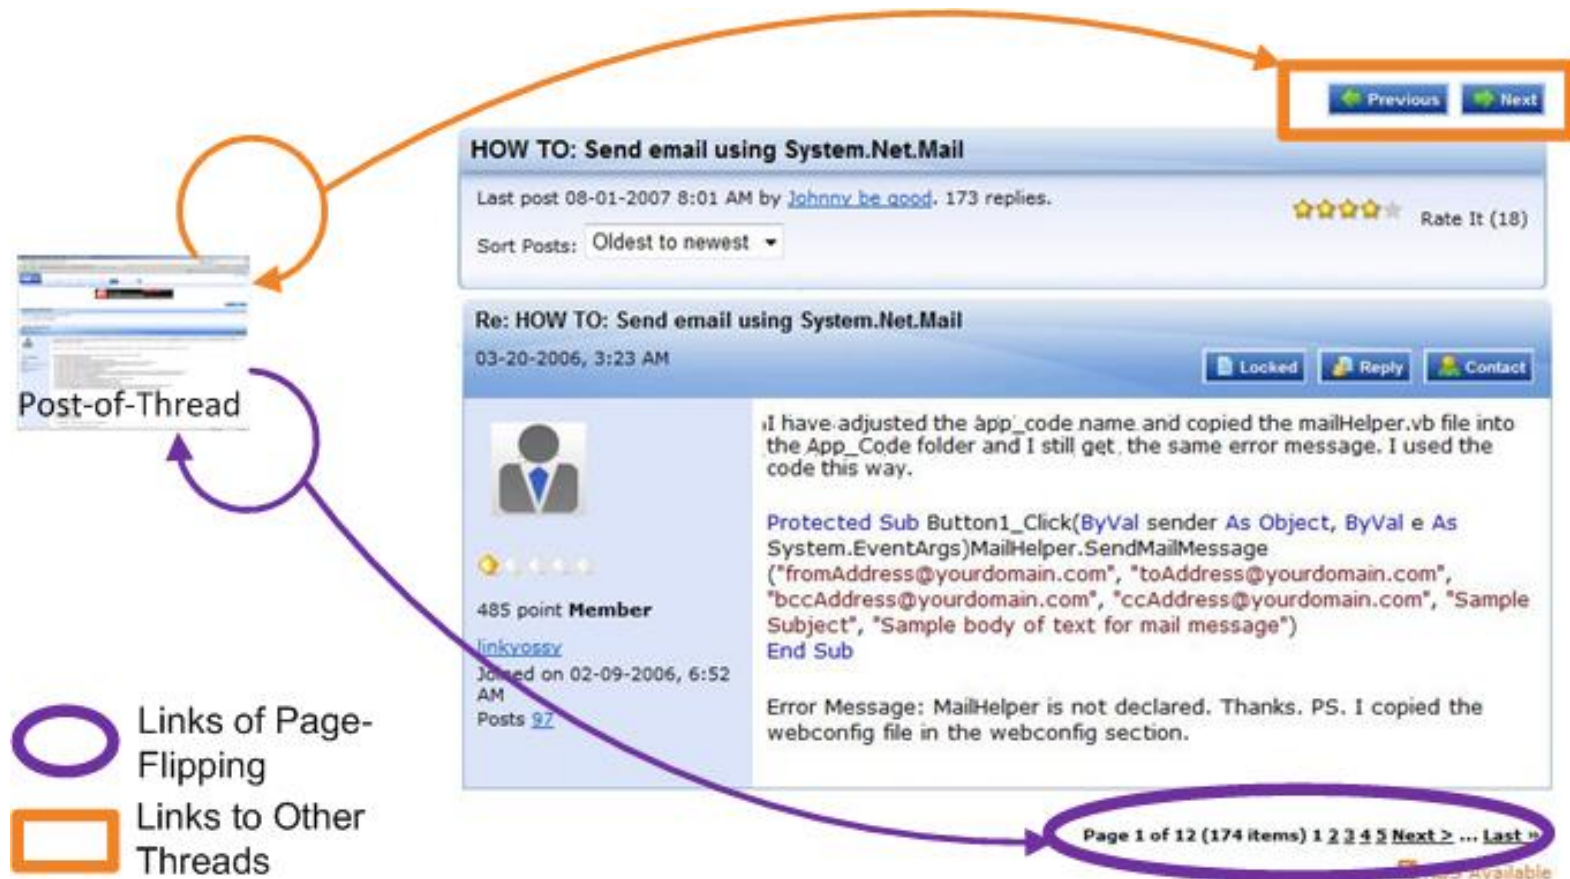 Previous Next
HOW TO: Send email using System.Net.Mail
Last post 08-01-2007 8:01 AM by Johnny be good. 173 replies.
Rate It (18)
Sort Posts: Oldest to newest
Re: HOW TO: Send email using System.Net.Mail
03-20-2006, 3:23 AM
Locked Reply Contact
Post-of-Thread
I have adjusted the app_code name and copied the mailHelper.vb file into
the App_Code folder and I still get the same error message. I used the
code this way.
Protected Sub Button1_Click(ByVal sender As Object, ByVal e As
System.EventArgs)MailHelper.SendMailMessage
("fromAddress@yourdomain.com", "toAddress@yourdomain.com",
"bccAddress@yourdomain.com", "ccAddress@yourdomain.com", "Sample
Subject", "Sample body of text for mail message")
End Sub
Error Message: MailHelper is not declared. Thanks. PS. I copied the
webconfig file in the webconfig section.
485 point Member
linkyossy
Joined on 02-09-2006, 6:52
AM
Posts 97
Links of Page-
Flipping
Links to Other
Threads
Page 1 of 12 (174 items) 1 2 3 4 5 Next > ... Last »
Available